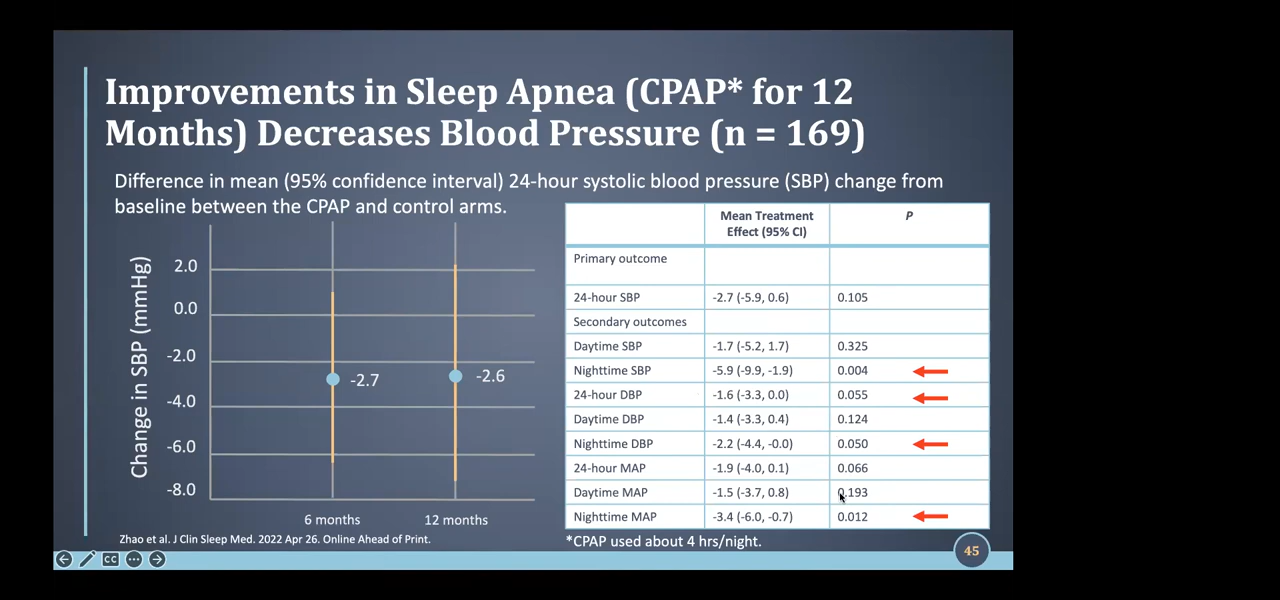 Improvements in Sleep Apnea (CPAP* for 12
Months) Decreases Blood Pressure (n = 169)
Difference in mean (95% confidence interval) 24-hour systolic blood pressure (SBP) change from
baseline between the CPAP and control arms.
Change in SBP (mmHg)
2.0
0.0
-2.0
-4.0
-6.0
-8.0
-2.7
-2.6
6 months
12 months
Mean Treatment
Effect (95% CI)
P
Primary outcome
24-hour SBP -2.7 (-5.9, 0.6) 0.105
Secondary outcomes
Daytime SBP -1.7 (-5.2, 1.7) 0.325
Nighttime SBP -5.9 (-9.9, -1.9) 0.004
24-hour DBP -1.6 (-3.3, 0.0) 0.055
Daytime DBP -1.4 (-3.3, 0.4) 0.124
Nighttime DBP -2.2 (-4.4, -0.0) 0.050
24-hour MAP -1.9 (-4.0, 0.1) 0.066
Daytime MAP -1.5 (-3.7, 0.8) 0.193
Nighttime MAP -3.4 (-6.0, -0.7) 0.012
Zhao et al. J Clin Sleep Med. 2022 Apr 26. Online Ahead of Print.
*CPAP used about 4 hrs/night.
CC
45